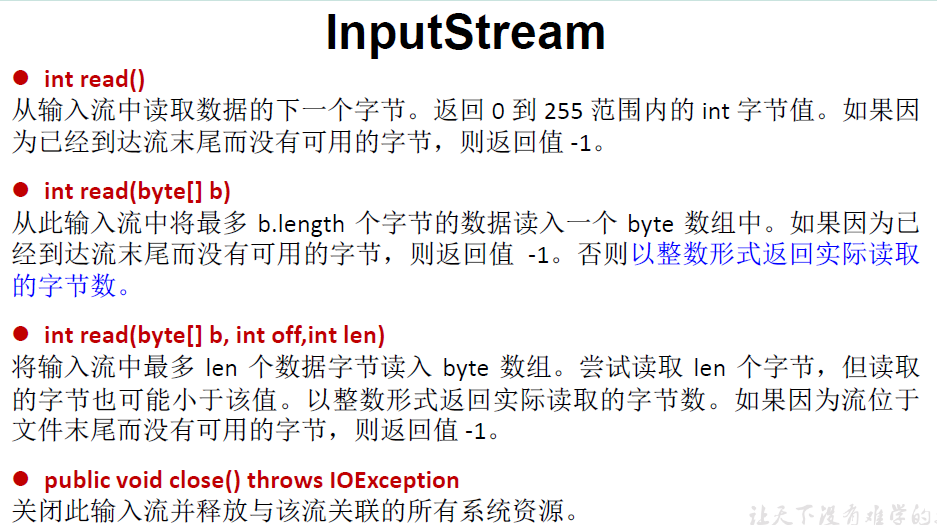 InputStream
● int read()
从输入流中读取数据的下一个字节。返回 0 到 255 范围内的 int 字节值。如果因
为已经到达流末尾而没有可用的字节，则返回值 -1。
● int read(byte[] b)
从此输入流中将最多 b.length 个字节的数据读入一个 byte 数组中。如果因为已
经到达流末尾而没有可用的字节，则返回值 -1。否则以整数形式返回实际读取
的字节数。
● int read(byte[] b, int off,int len)
将输入流中最多 len 个数据字节读入 byte 数组。尝试读取 len 个字节，但读取
的字节也可能小于该值。以整数形式返回实际读取的字节数。如果因为流位于
文件末尾而没有可用的字节，则返回值 -1。
● public void close() throws IOException
关闭此输入流并释放与该流关联的所有系统资源。
让天下没有难学的